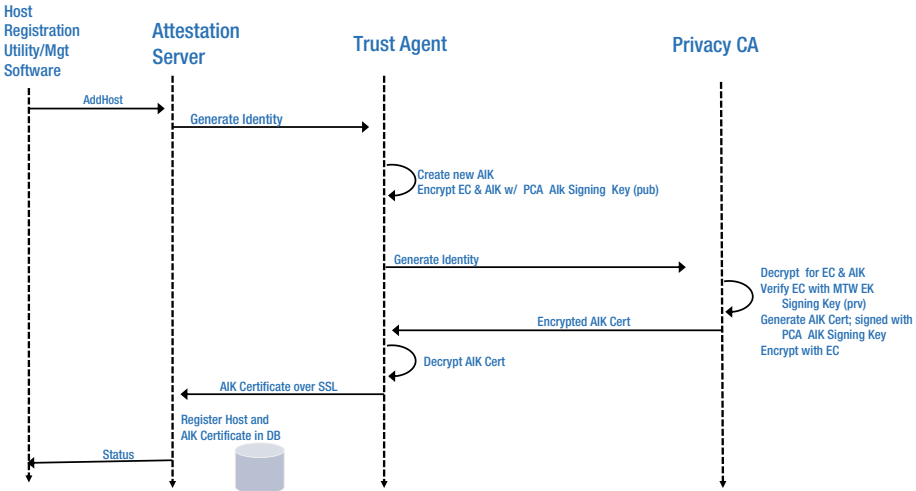 Host
Registration
Utility/Mgt
Software
Attestation
Server
Trust Agent
Privacy CA
AddHost
Generate Identity
Create new AIK
Encrypt EC & AIK w/ PCA AIk Signing Key (pub)
Generate Identity
Decrypt for EC & AIK
Verify EC with MTW EK
Signing Key (prv)
Generate AIK Cert; signed with
PCA AIK Signing Key
Encrypt with EC
Encrypted AIK Cert
Decrypt AIK Cert
AIK Certificate over SSL
Register Host and
AIK Certificate in DB
Status